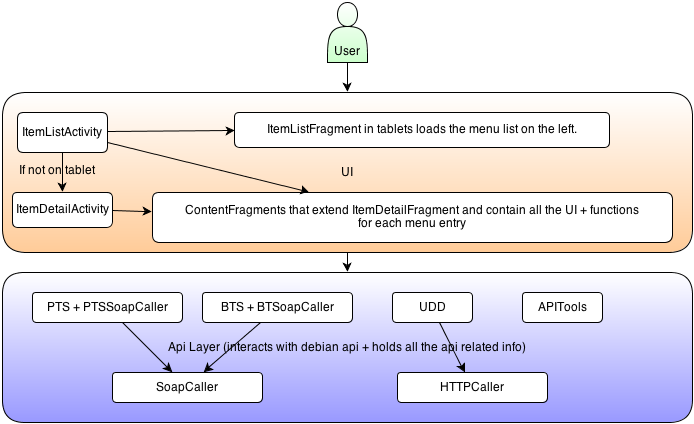 User
ItemListActivity
ItemListFragment in tablets loads the menu list on the left.
If not on tablet
UI
ItemDetailActivity
ContentFragments that extend ItemDetailFragment and contain all the UI + functions
for each menu entry
PTS + PTSSoapCaller
BTS + BTSoapCaller
UDD
APITools
Api Layer (interacts with debian api + holds all the api related info)
SoapCaller
HTTPCaller